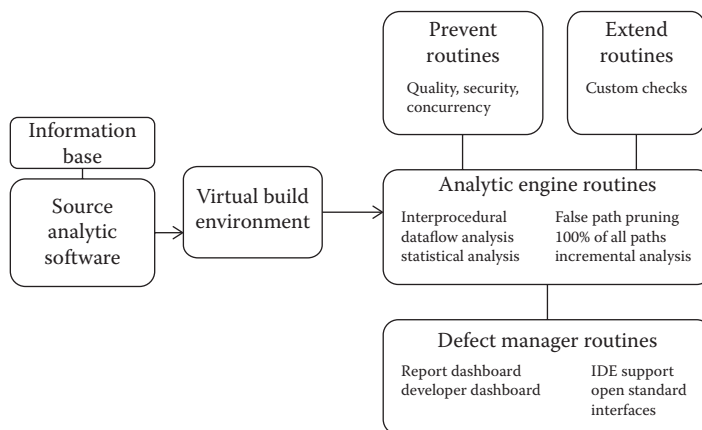 Prevent
routines
Quality, security,
concurrency
Extend
routines
Custom checks
Information
base
Source
analytic
software
Virtual build
environment
Analytic engine routines
Interprocedural
dataflow analysis
statistical analysis
False path pruning
100% of all paths
incremental analysis
Defect manager routines
Report dashboard
developer dashboard
IDE support
open standard
interfaces